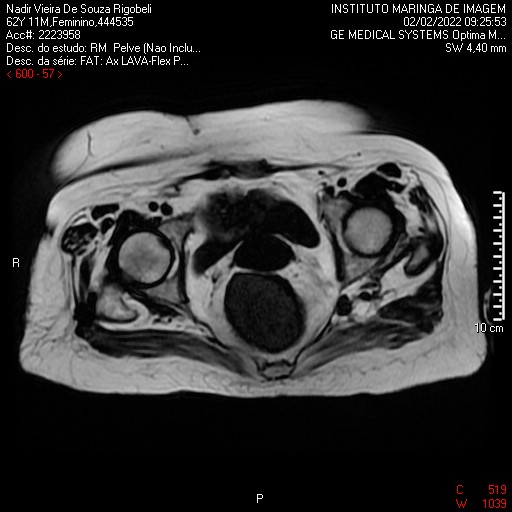 Nadir Vieira De Souza Rigobeli
62Y 11M,Feminino,444535
Acc#: 2223958
Desc. do estudo: RM Pelve (Nao Inclu...
Desc. da série: FAT: Ax LAVA-Flex P...
< 600 - 57 >
INSTITUTO MARINGA DE IMAGEM
02/02/2022 09:25:53
GE MEDICAL SYSTEMS Optima M...
SW 4,40 mm
R
10 cm
P
C 519
W 1039